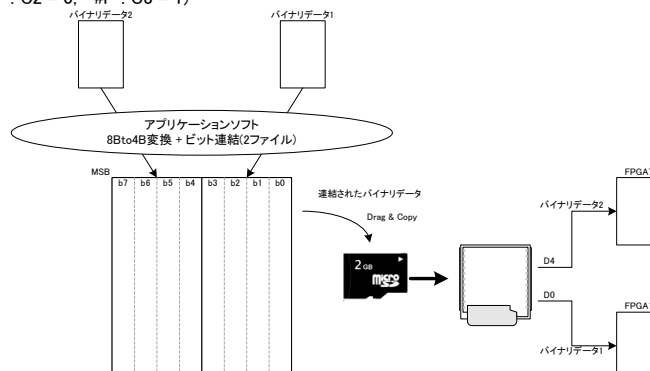 バイナリデータ2
バイナリデータ1
アプリケーションソフト
8Bto4B変換 + ビット連結(2ファイル)
MSB
b7 b6 b5 b4 b3 b2 b1 b0
連結されたバイナリデータ
Drag & Copy
2 GB
micro
SD
バイナリデータ2
D4
D0
バイナリデータ1